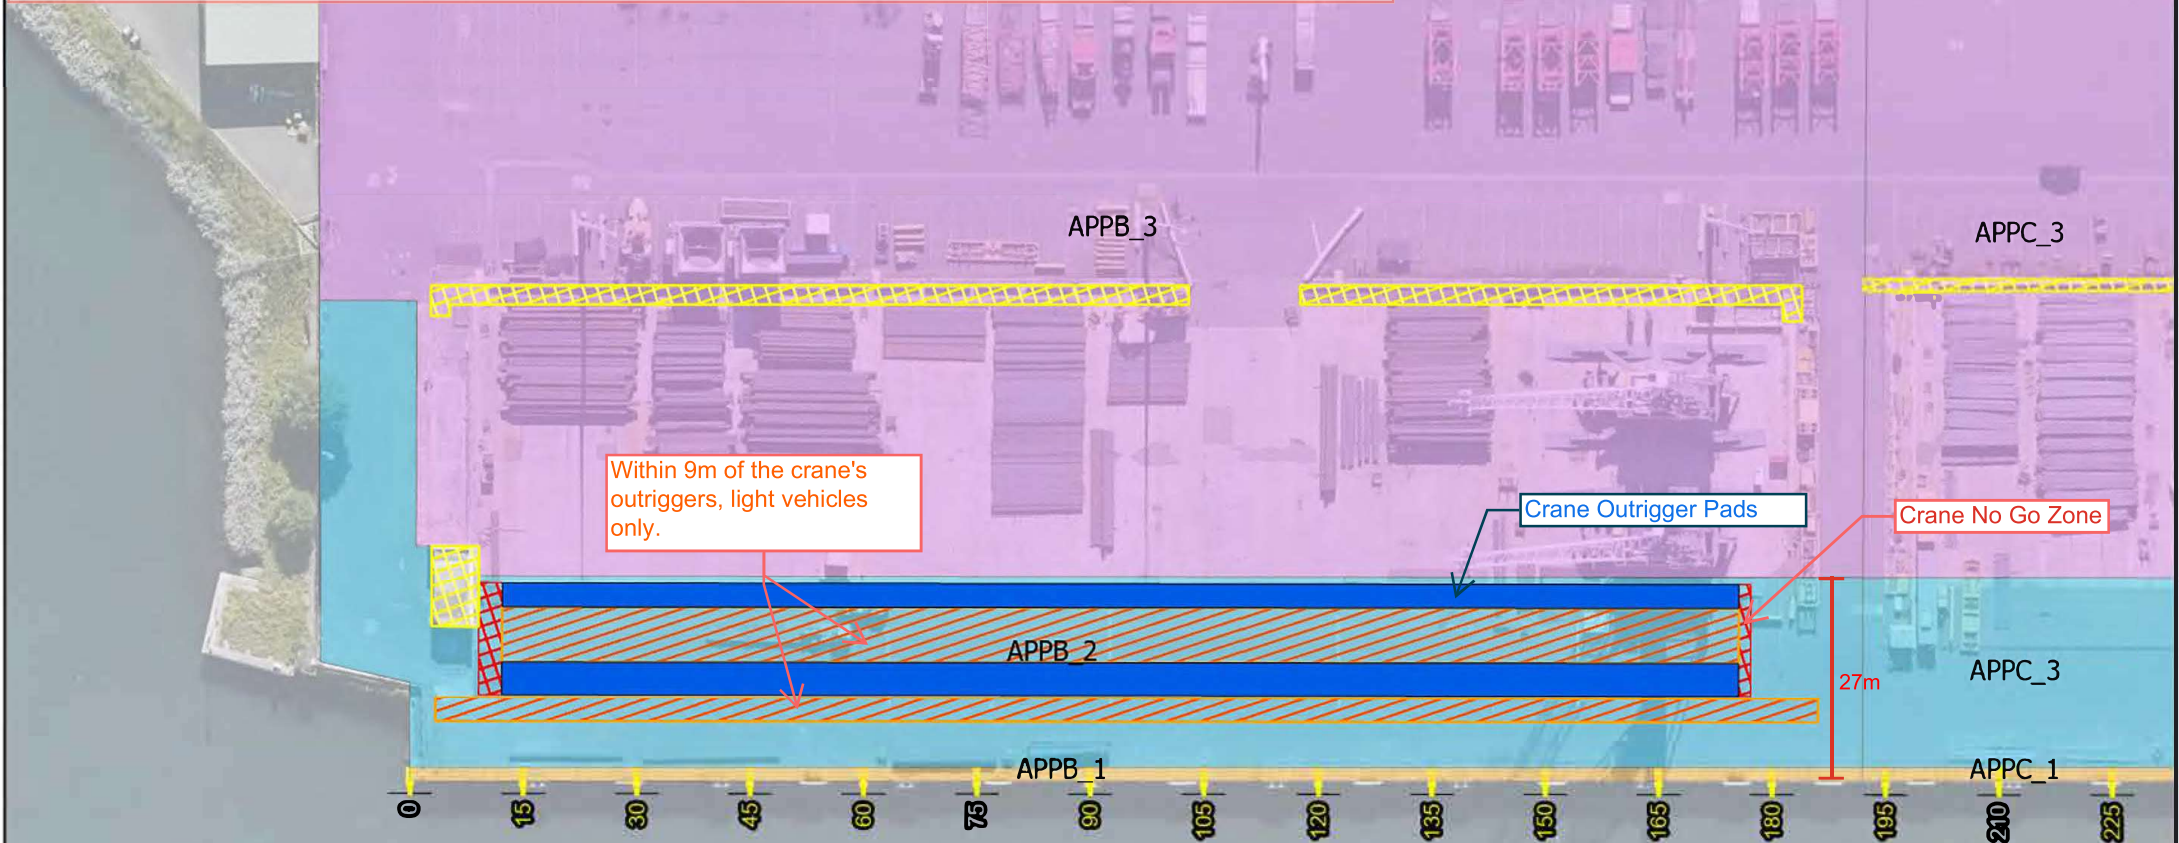 APPB_3
APPC_3
Within 9m of the crane's
outriggers, light vehicles
only.
Crane Outrigger Pads
Crane No Go Zone
APPB_2
APPC_3
27m
APPB_1
APPC_1
0
15
30
45
60
75
90
105
120
135
150
165
180
195
210
225